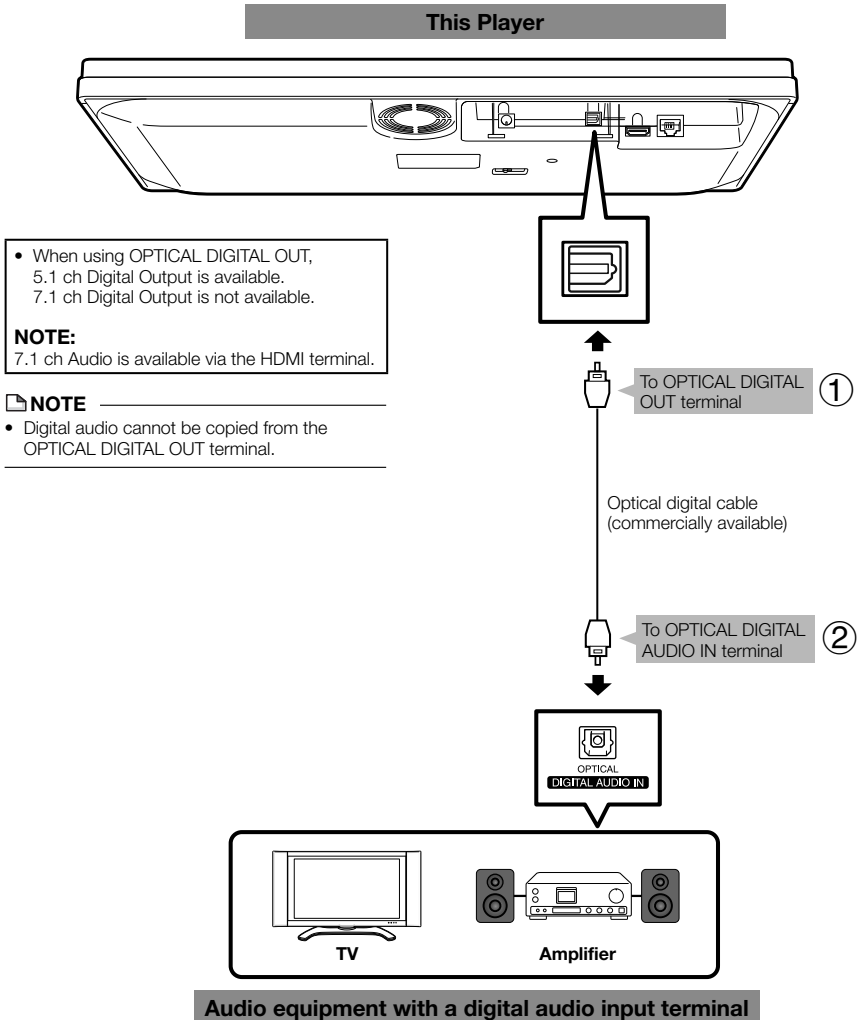 This Player
• When using OPTICAL DIGITAL OUT,
5.1 ch Digital Output is available.
7.1 ch Digital Output is not available.
NOTE:
7.1 ch Audio is available via the HDMI terminal.
NOTE
• Digital audio cannot be copied from the
OPTICAL DIGITAL OUT terminal.
To OPTICAL DIGITAL
OUT terminal
①
Optical digital cable
(commercially available)
To OPTICAL DIGITAL
AUDIO IN terminal
②
OPTICAL
DIGITAL AUDIO IN
TV
Amplifier
Audio equipment with a digital audio input terminal